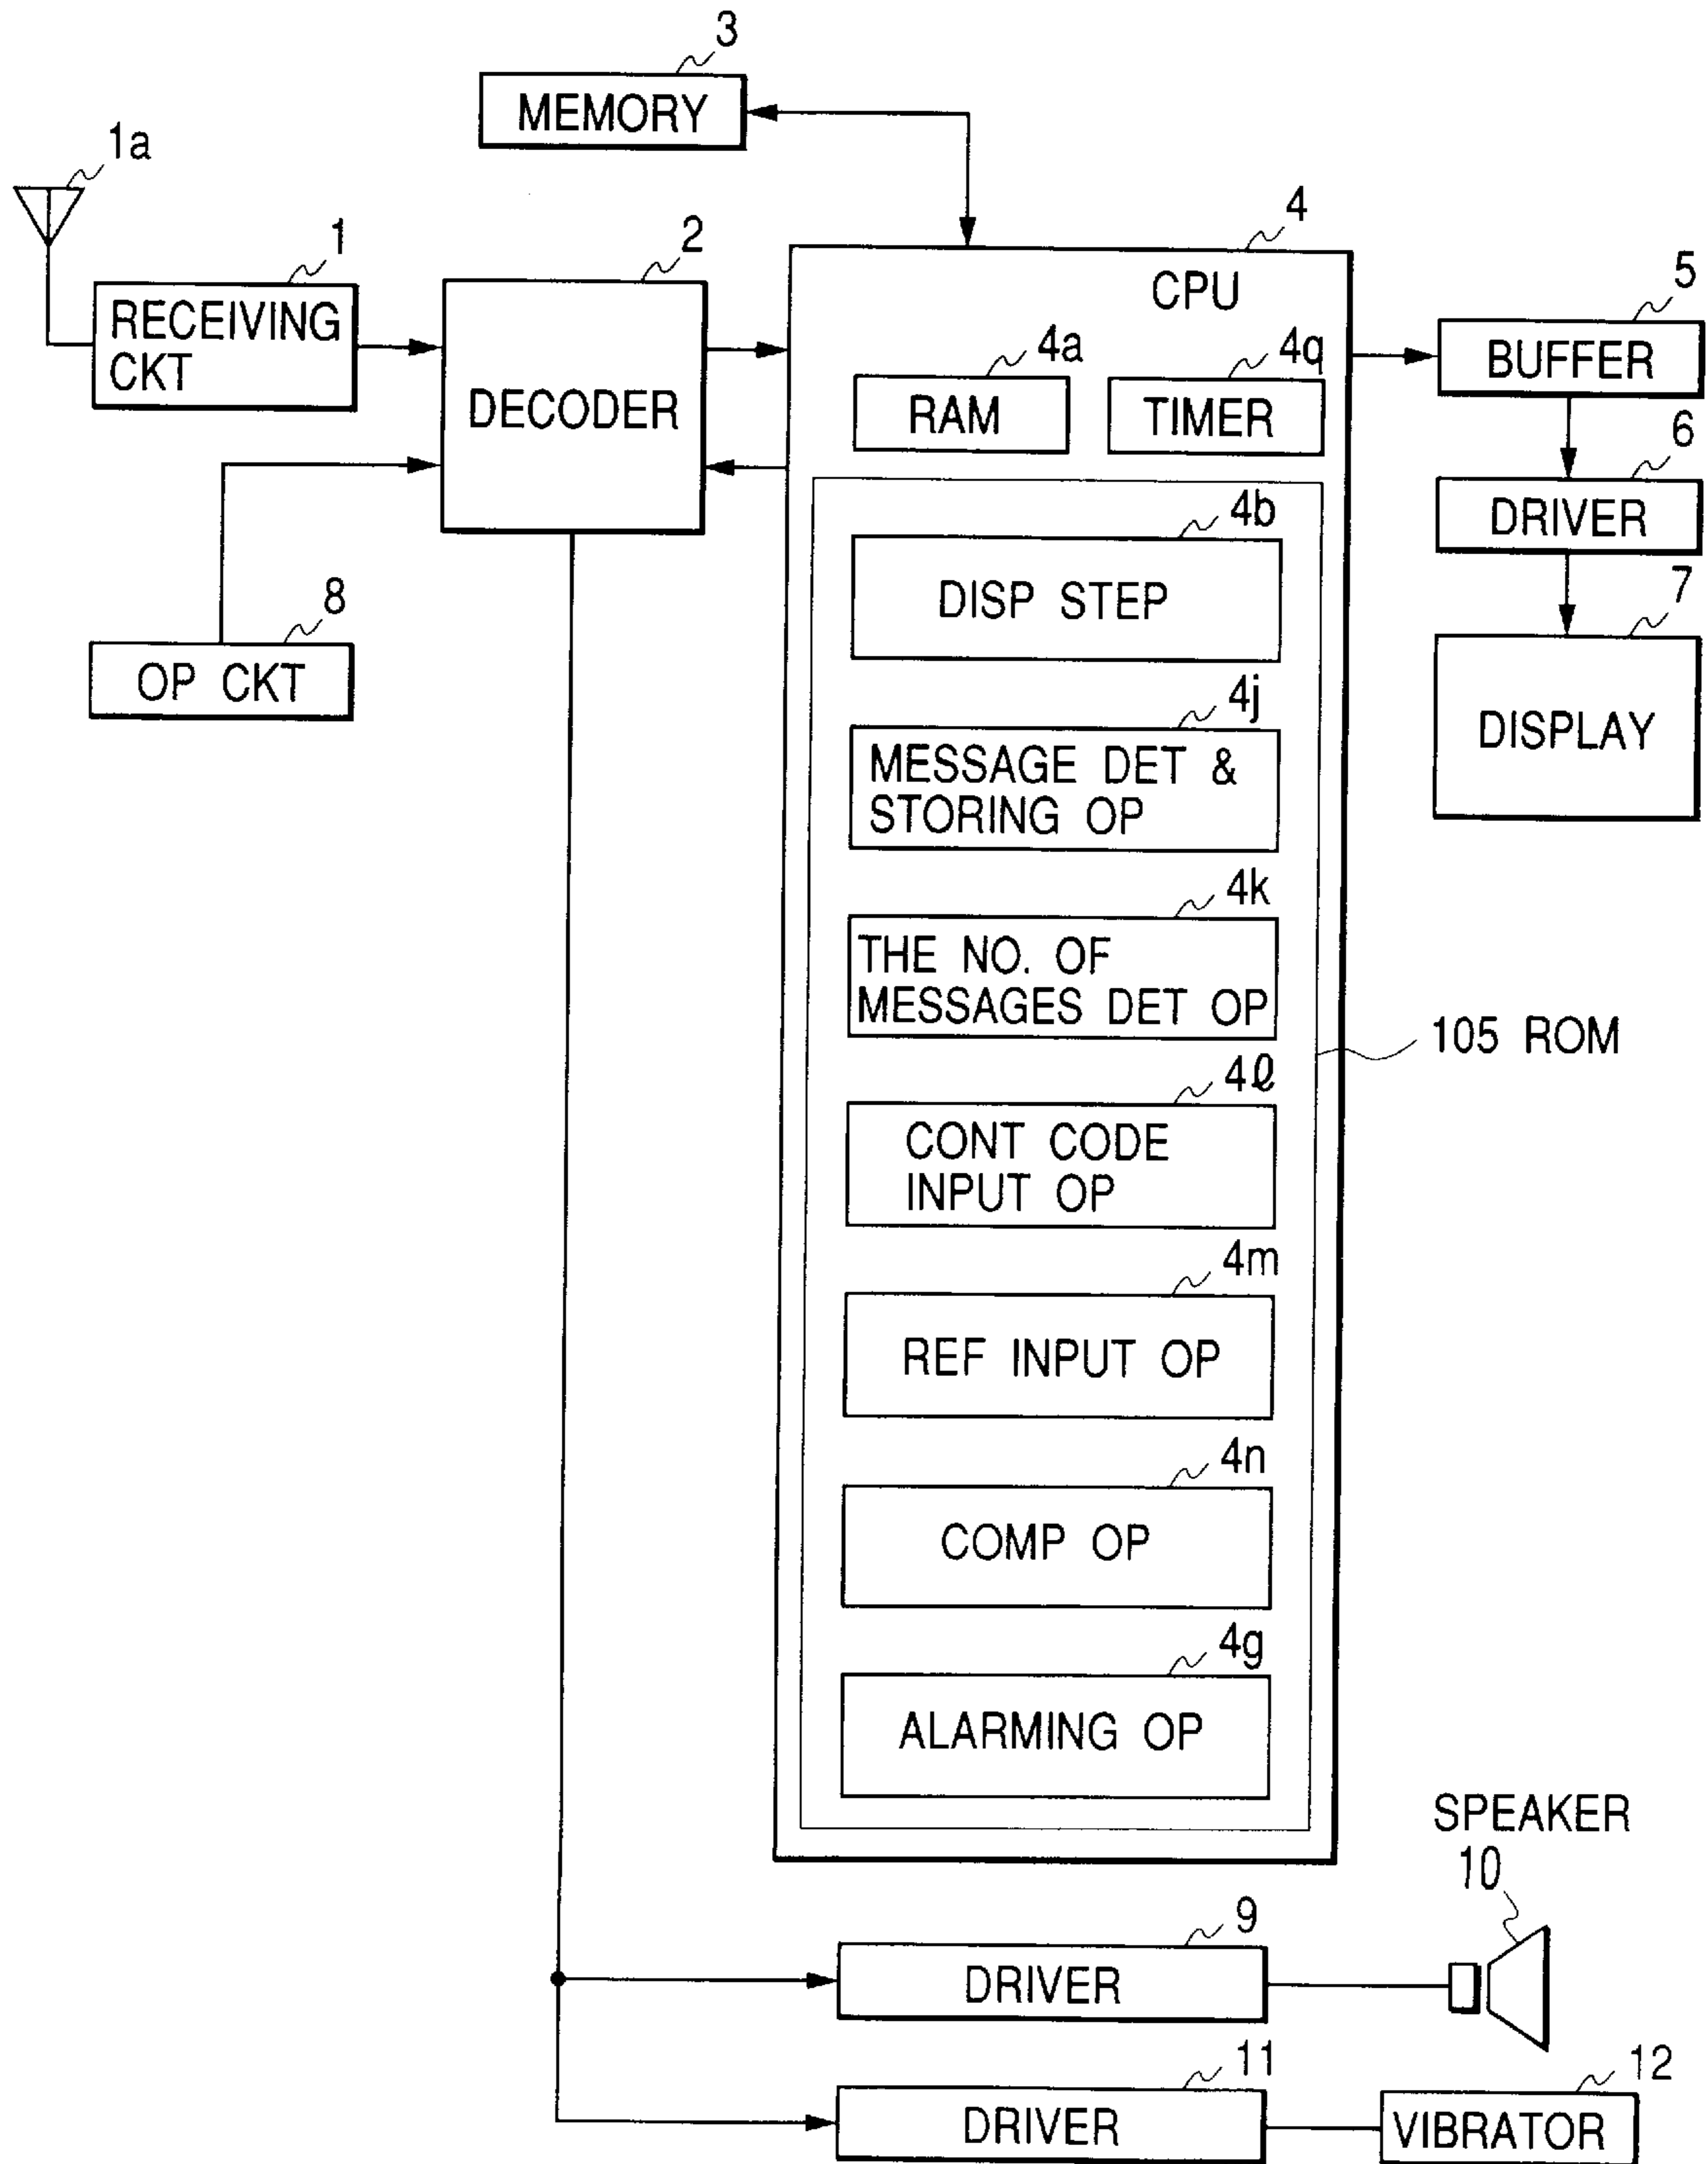 3
MEMORY
1a
1
RECEIVING
CKT
2
DECODER
4
CPU
4a
RAM
4q
TIMER
5
BUFFER
6
DRIVER
7
DISPLAY
8
OP CKT
4b
DISP STEP
4j
MESSAGE DET &
STORING OP
4k
THE NO. OF
MESSAGES DET OP
105 ROM
4ℓ
CONT CODE
INPUT OP
4m
REF INPUT OP
4n
COMP OP
4g
ALARMING OP
SPEAKER
10
9
DRIVER
11
DRIVER
12
VIBRATOR